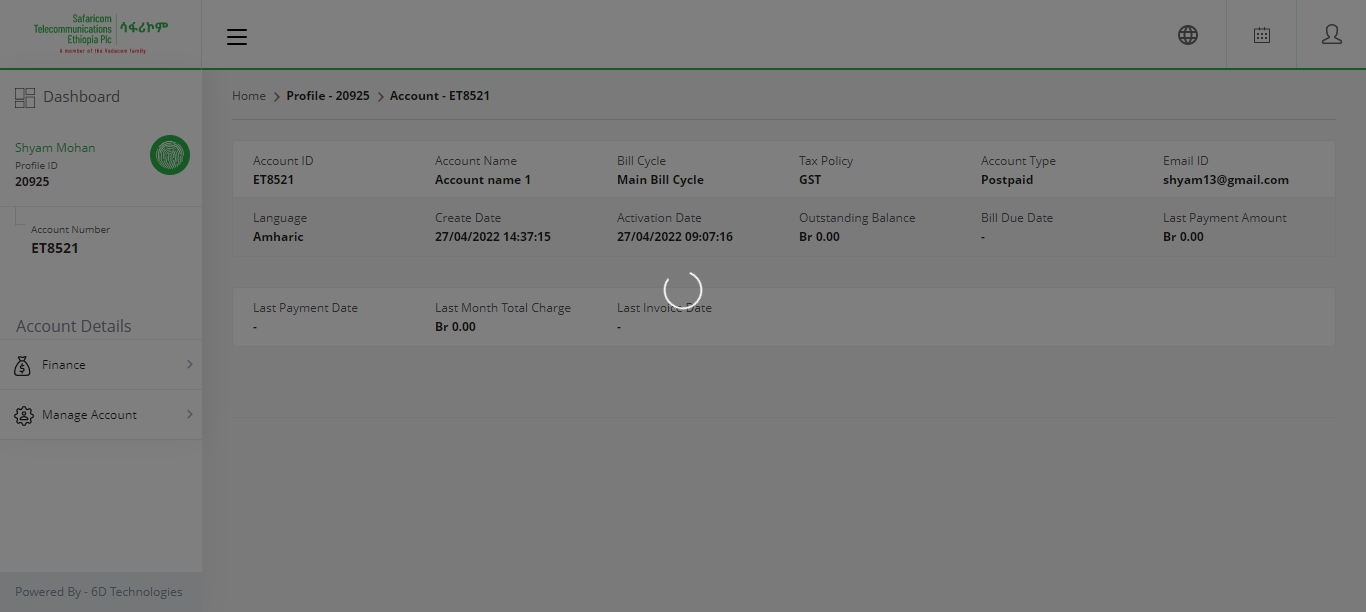 Safaricom
Telecommunications
Ethiopia Plc
ሳፋሪኮም
A member of the Vodacom family
Dashboard
Home > Profile - 20925 > Account - ET8521
Shyam Mohan
Profile ID
20925
Account Number
ET8521
Account Details
Finance
Manage Account
Powered By - 6D Technologies
Account ID Account Name Bill Cycle Tax Policy Account Type Email ID
ET8521 Account name 1 Main Bill Cycle GST Postpaid shyam13@gmail.com
Language Create Date Activation Date Outstanding Balance Bill Due Date Last Payment Amount
Amharic 27/04/2022 14:37:15 27/04/2022 09:07:16 Br 0.00 - Br 0.00
Last Payment Date Last Month Total Charge Last Invoice Date
- Br 0.00 -